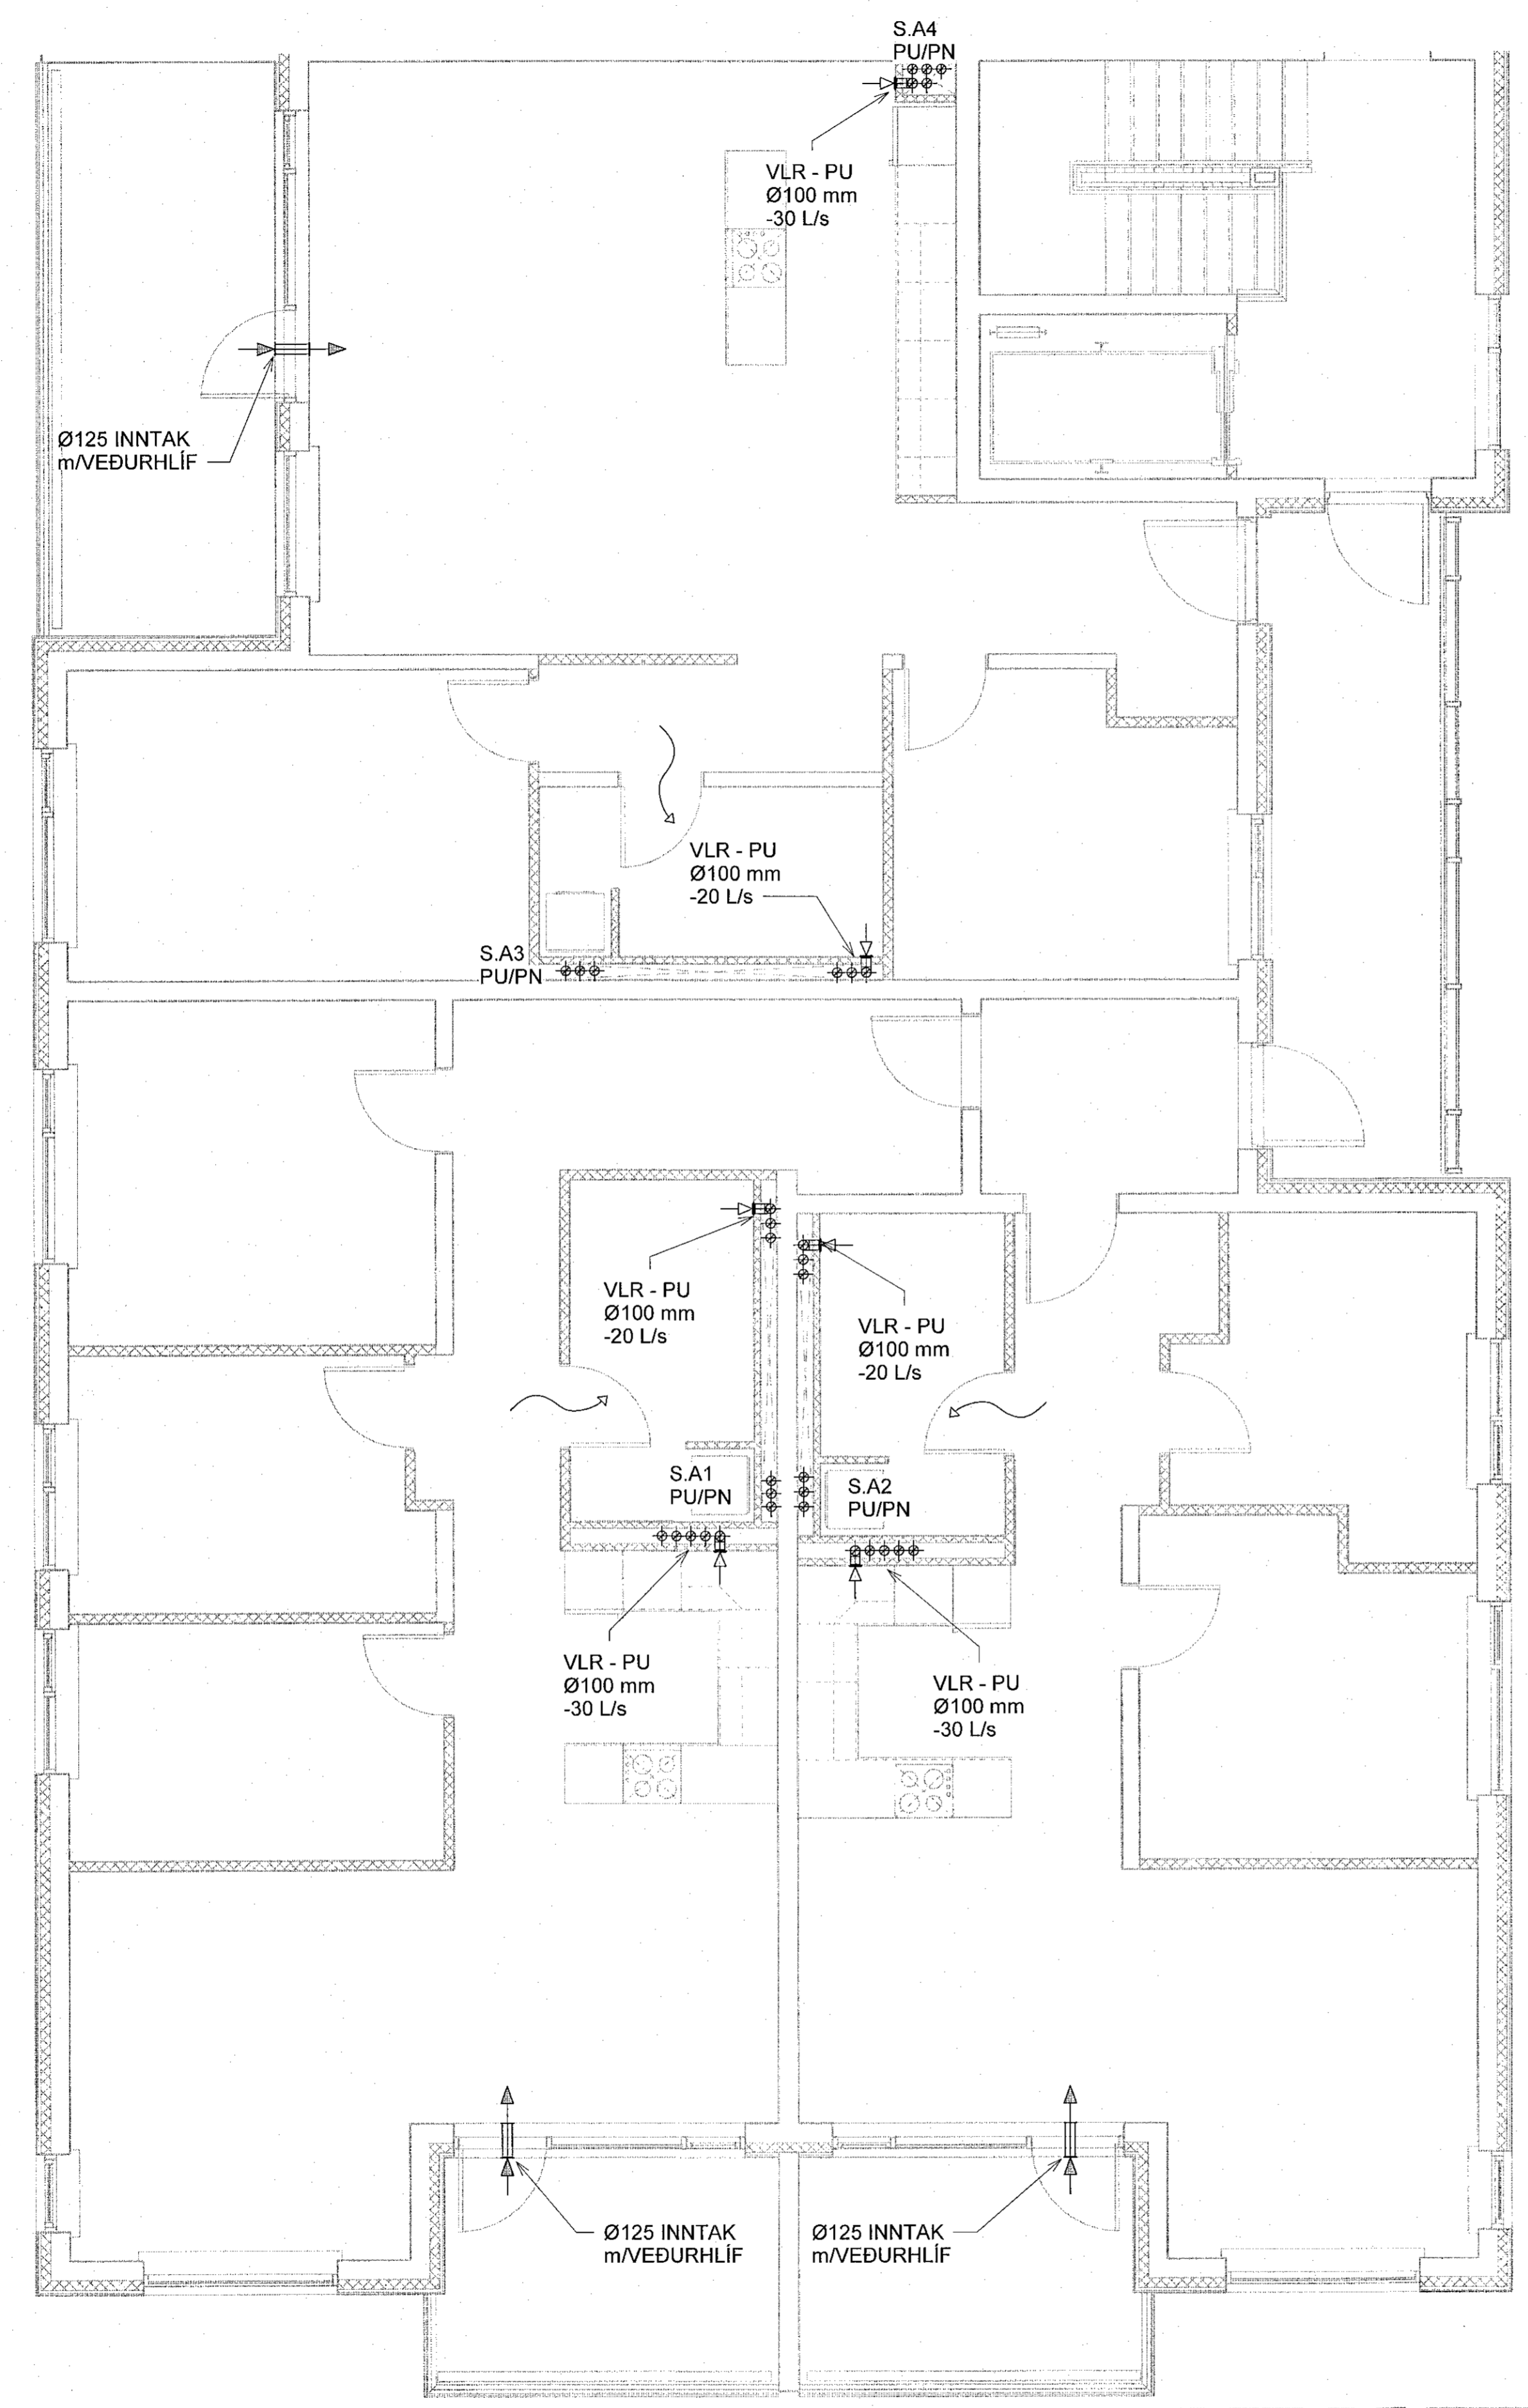 S.A4
PU/PN
VLR - PU
Ø100 mm
-30 L/s
Ø125 INNTAK
m/VEÐURHLÍF
VLR - PU
Ø100 mm
-20 L/s
S.A3
PU/PN
VLR - PU
Ø100 mm
-20 L/s
VLR - PU
Ø100 mm
-20 L/s
S.A1
PU/PN
S.A2
PU/PN
VLR - PU
Ø100 mm
-30 L/s
VLR - PU
Ø100 mm
-30 L/s
Ø125 INNTAK
m/VEÐURHLÍF
Ø125 INNTAK
m/VEÐURHLÍF